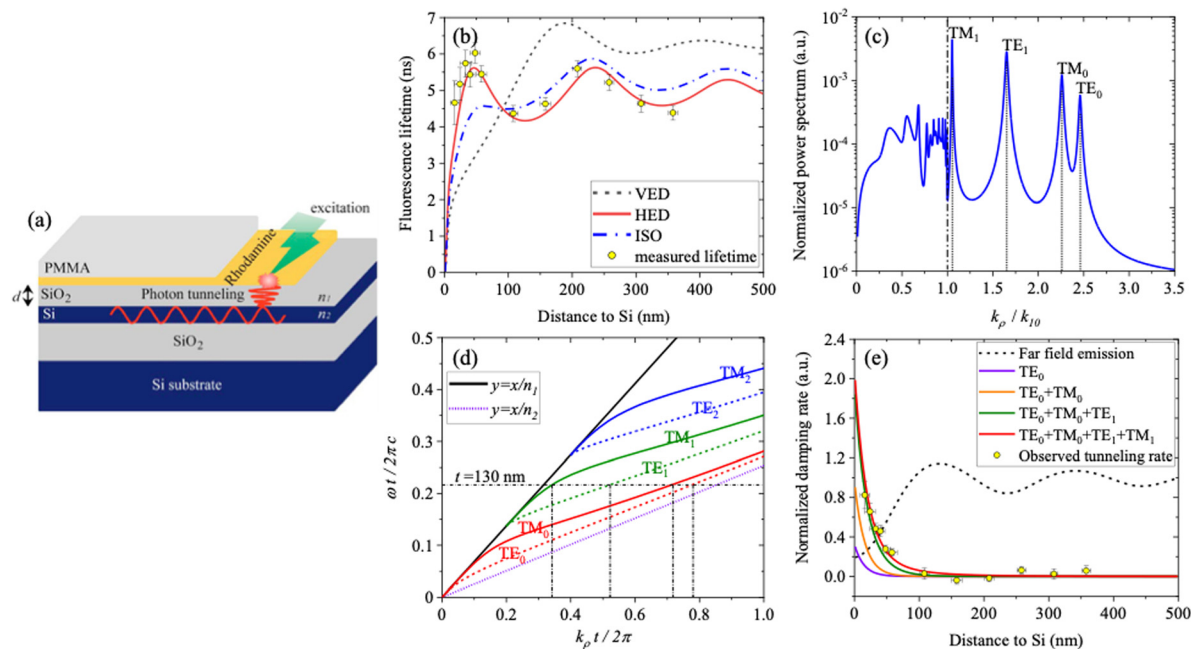 (a)
excitation
Rhodamine
PMMA
SiO2
d
Photon tunneling
n1
Si
n2
SiO2
Si substrate
(b)
Fluorescence lifetime (ns)
7
6
5
4
3
2
1
0
VED
HED
ISO
measured lifetime
0 100 200 300 400 500
Distance to Si (nm)
(c)
Normalized power spectrum (a.u.)
10⁻²
10⁻³
10⁻⁴
10⁻⁵
10⁻⁶
TM1
TE1
TM0
TE0
0.0 0.5 1.0 1.5 2.0 2.5 3.0 3.5
kρ / k10
(d)
ω t / 2π c
0.5
0.4
0.3
0.2
0.1
0
y=x/n1
y=x/n2
TM2
TE2
TM1
TE1
t =130 nm
TM0
TE0
0 0.2 0.4 0.6 0.8 1.0
kρ t / 2π
(e)
Normalized damping rate (a.u.)
2.4
2.0
1.6
1.2
0.8
0.4
0.0
Far field emission
TE0
TE0+TM0
TE0+TM0+TE1
TE0+TM0+TE1+TM1
Observed tunneling rate
0 100 200 300 400 500
Distance to Si (nm)